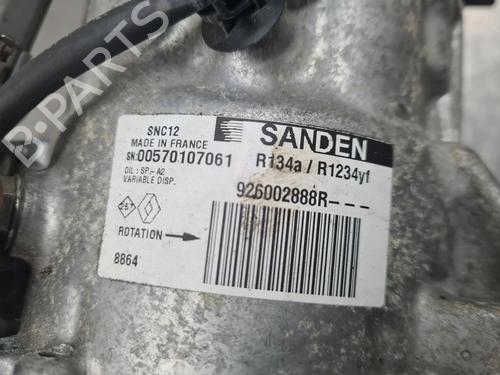 SNC12
MADE IN FRANCE
SN:00570107061
OIL : SP.- A2
VARIABLE DISP.
SANDEN
R134a / R1234yf
926002888R---
ROTATION
8864
B-PARTS